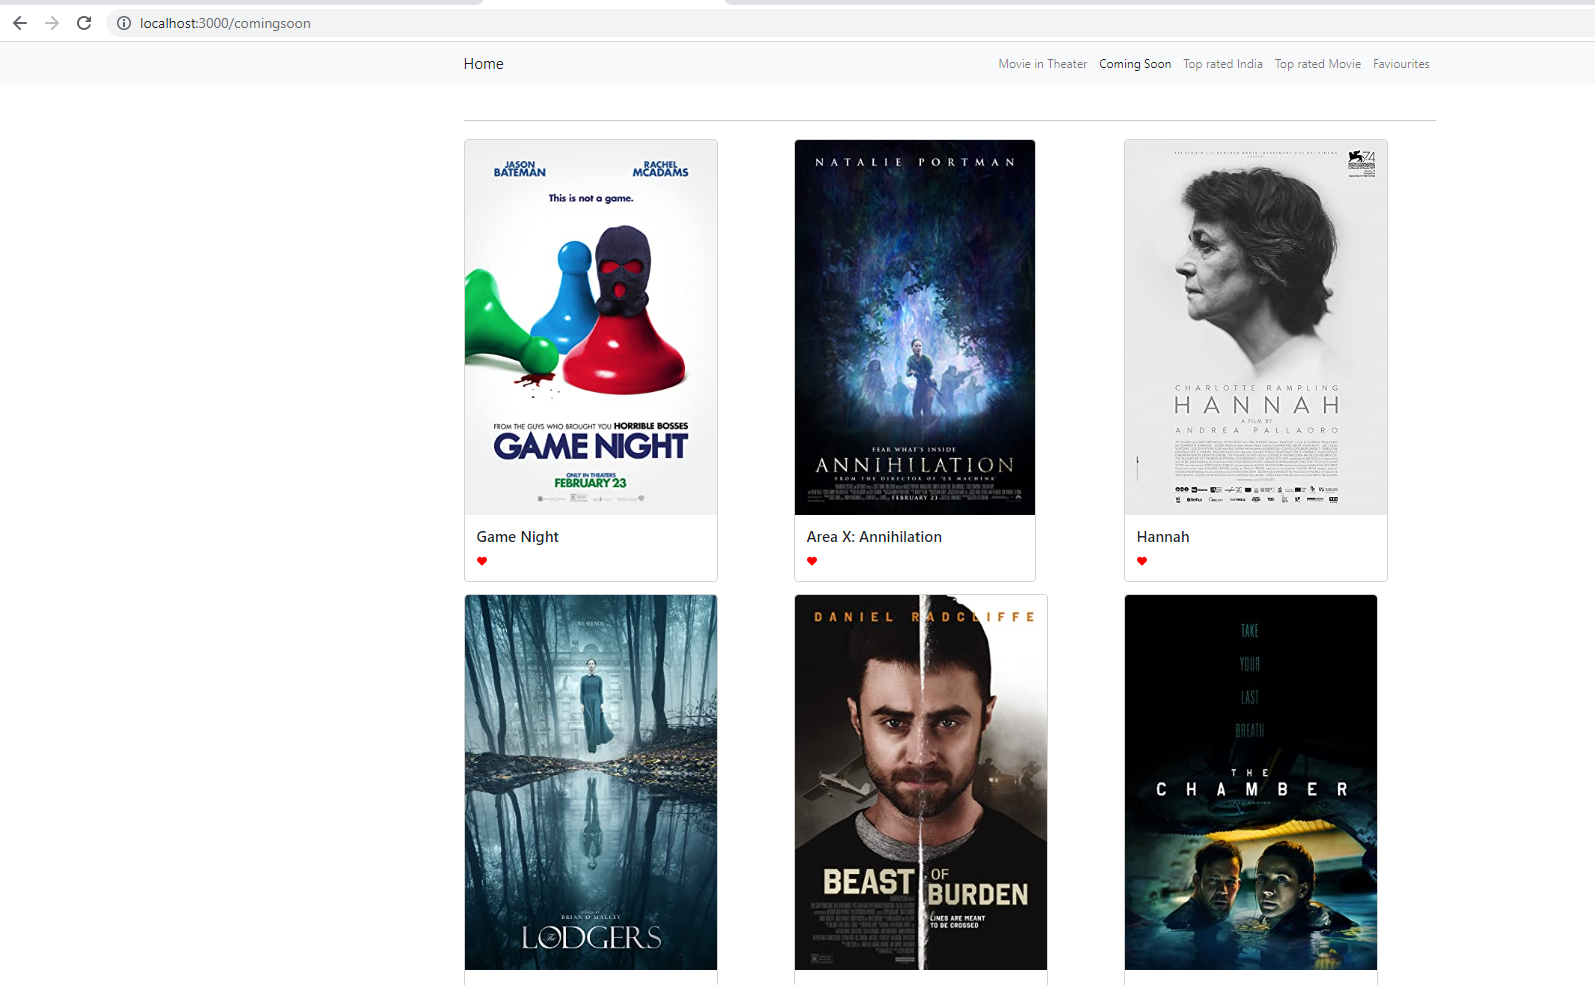 localhost:3000/comingsoon
Home
Movie in Theater
Coming Soon
Top rated India
Top rated Movie
Faviourites
JASON BATEMAN
RACHEL MCADAMS
This is not a game.
FROM THE GUYS WHO BROUGHT YOU HORRIBLE BOSSES
GAME NIGHT
ONLY IN THEATERS
FEBRUARY 23
Game Night
NATALIE PORTMAN
FEAR WHAT'S INSIDE
ANNIHILATION
FROM THE DIRECTOR OF 'EX MACHINA'
FEBRUARY 23
Area X: Annihilation
74
CHARLOTTE RAMPLING
HANNAH
A FILM BY
ANDREA PALLAORO
Hannah
WE SEE YOU
BRIAN O'MALLEY
The LODGERS
DANIEL RADCLIFFE
BEAST OF BURDEN
LINES ARE MEANT
TO BE CROSSED
TAKE
YOUR
LAST
BREATH
THE
CHAMBER